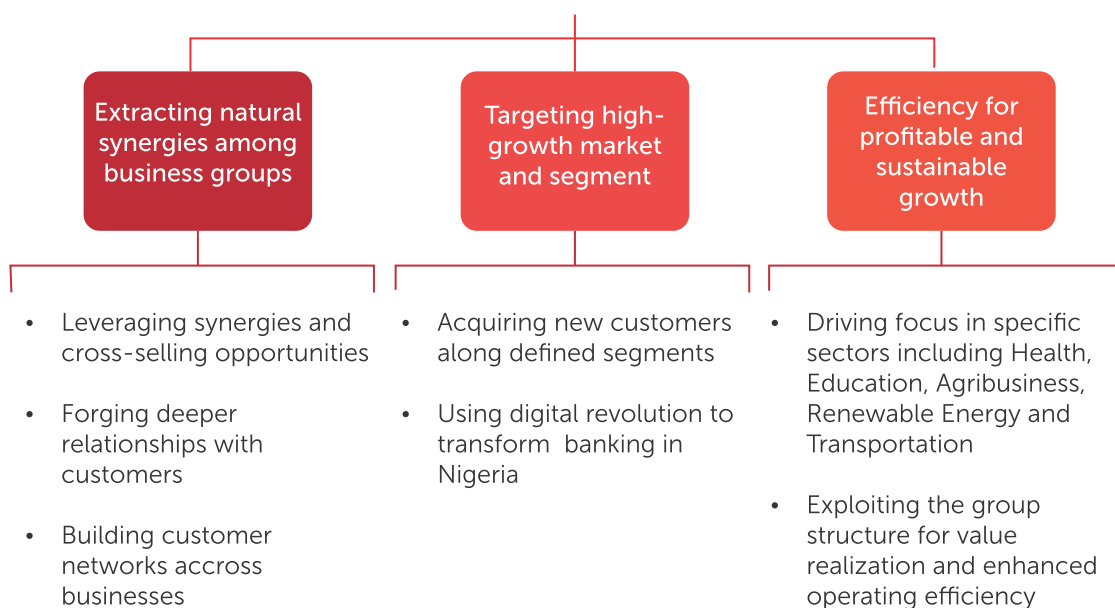 Extracting natural
synergies among
business groups
Targeting high-
growth market
and segment
Efficiency for
profitable and
sustainable
growth
• Leveraging synergies and
cross-selling opportunities
• Forging deeper
relationships with
customers
• Building customer
networks accross
businesses
• Acquiring new customers
along defined segments
• Using digital revolution to
transform  banking in
Nigeria
• Driving focus in specific
sectors including Health,
Education, Agribusiness,
Renewable Energy and
Transportation
• Exploiting the group
structure for value
realization and enhanced
operating efficiency